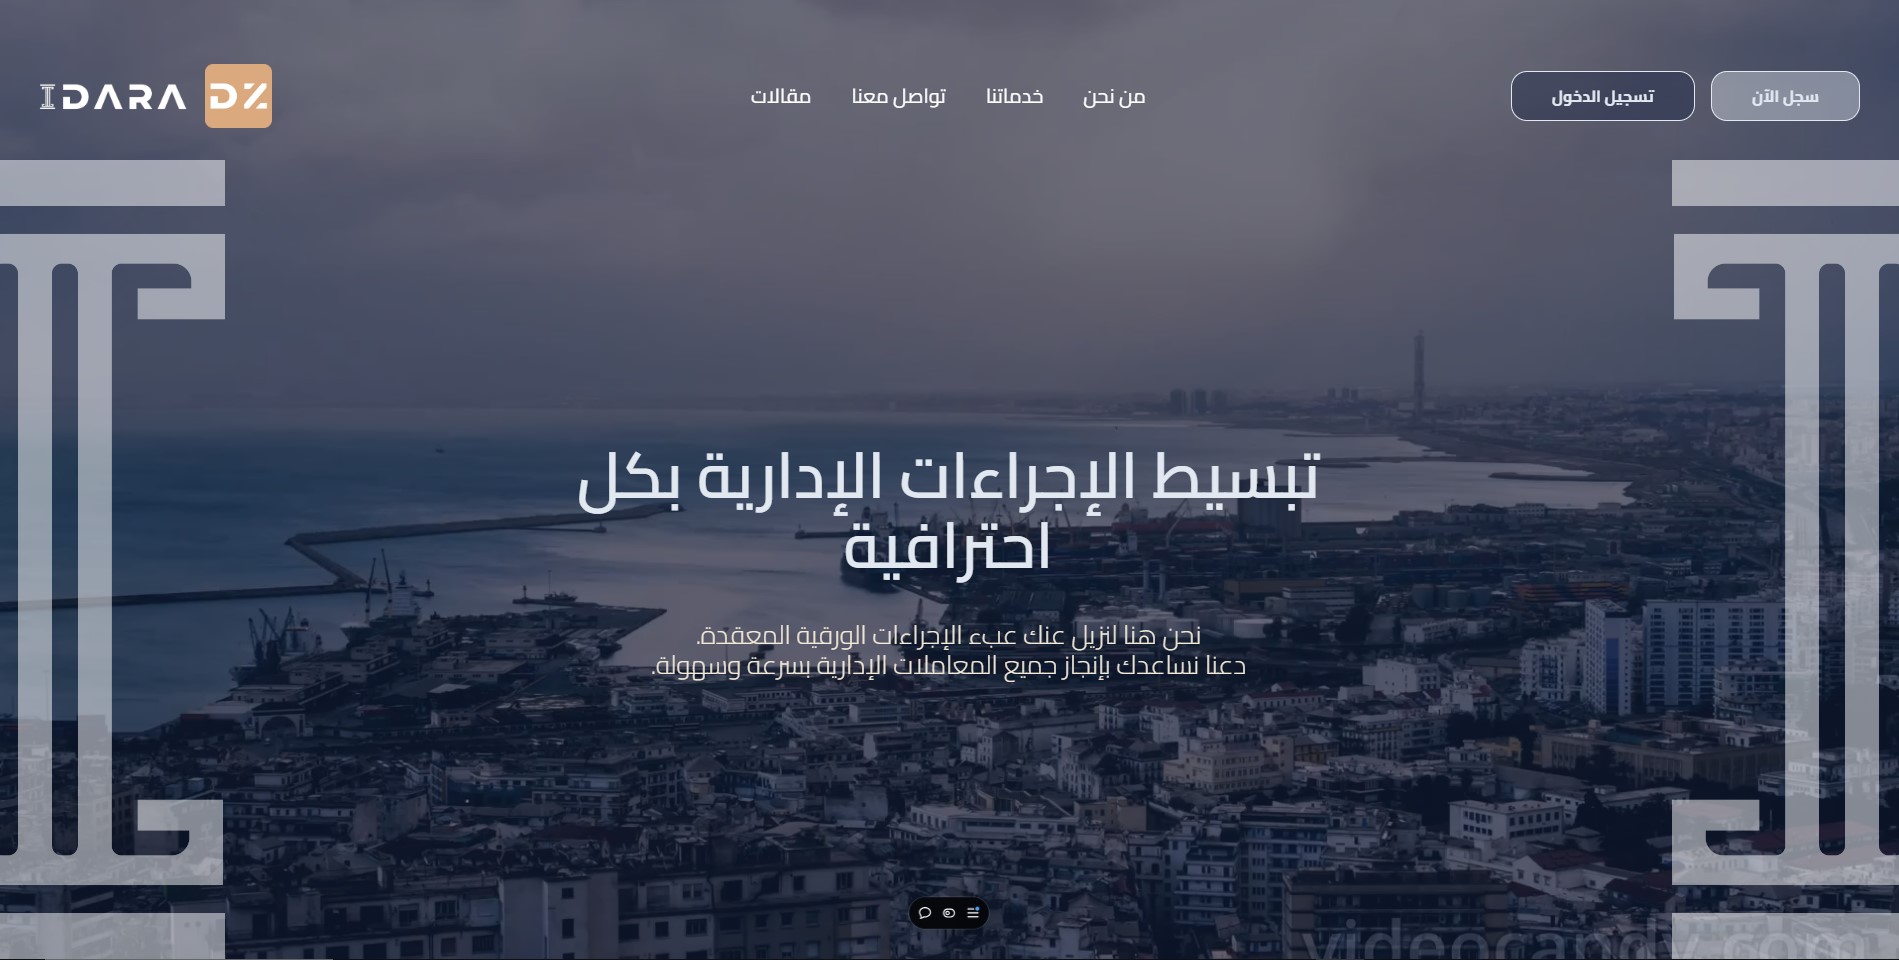 IDARA DZ
من نحن
خدماتنا
تواصل معنا
مقالات
سجل الآن
تسجيل الدخول
تبسيط الإجراءات الإدارية بكل
احترافية
نحن هنا لنزيل عنك عبء الإجراءات الورقية المعقدة.
دعنا نساعدك بإنجاز جميع المعاملات الإدارية بسرعة وسهولة.
videocandy.com